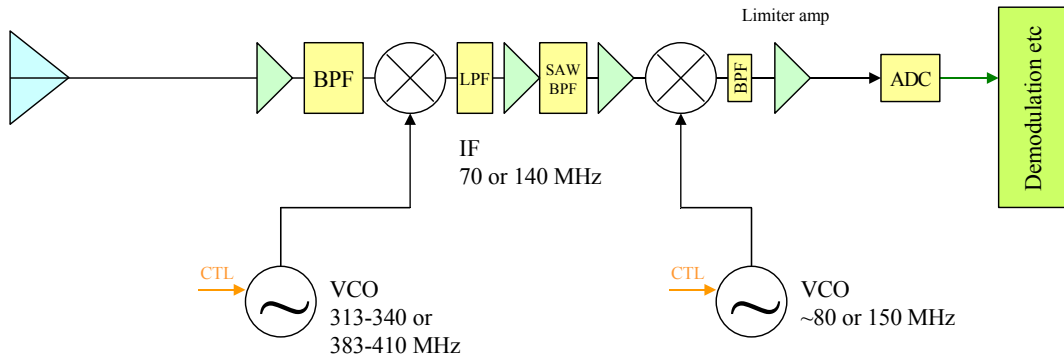 Limiter amp
BPF
LPF
SAW
BPF
BPF
ADC
Demodulation etc
IF
70 or 140 MHz
CTL
VCO
313-340 or
383-410 MHz
CTL
VCO
~80 or 150 MHz